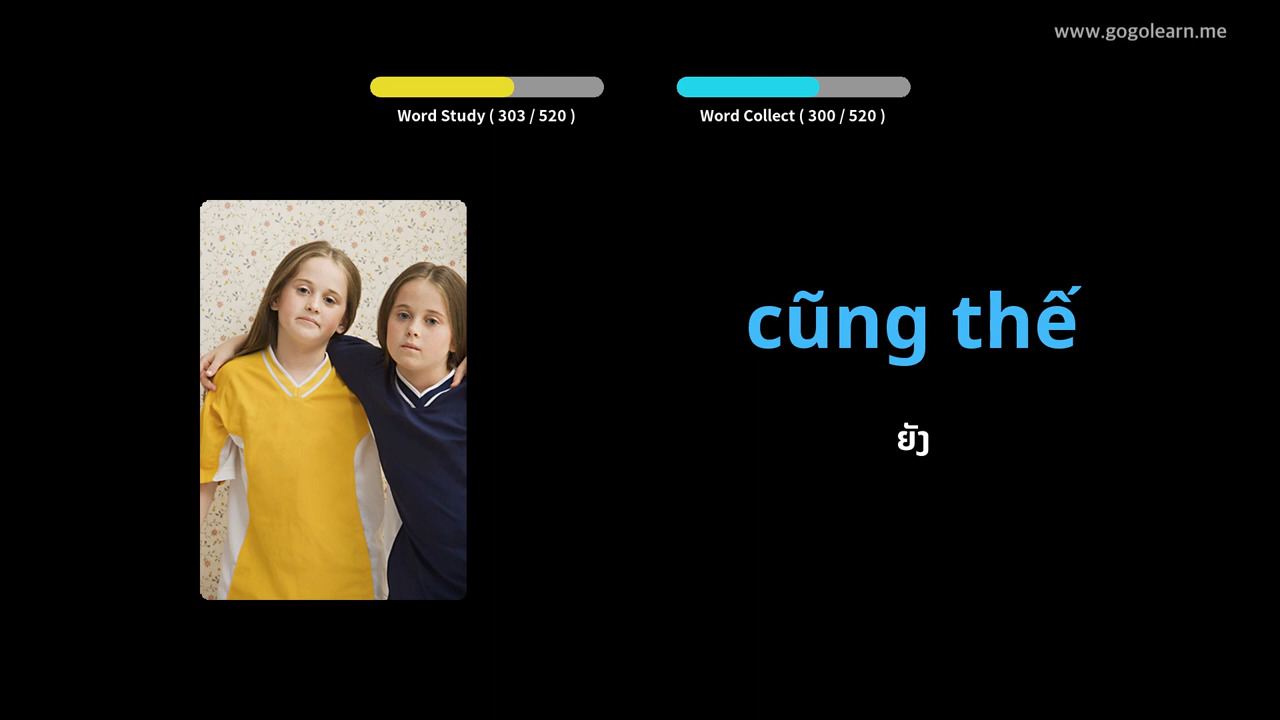 www.gogolearn.me
Word Study ( 303 / 520 )
Word Collect ( 300 / 520 )
cũng thế
ຍັງ